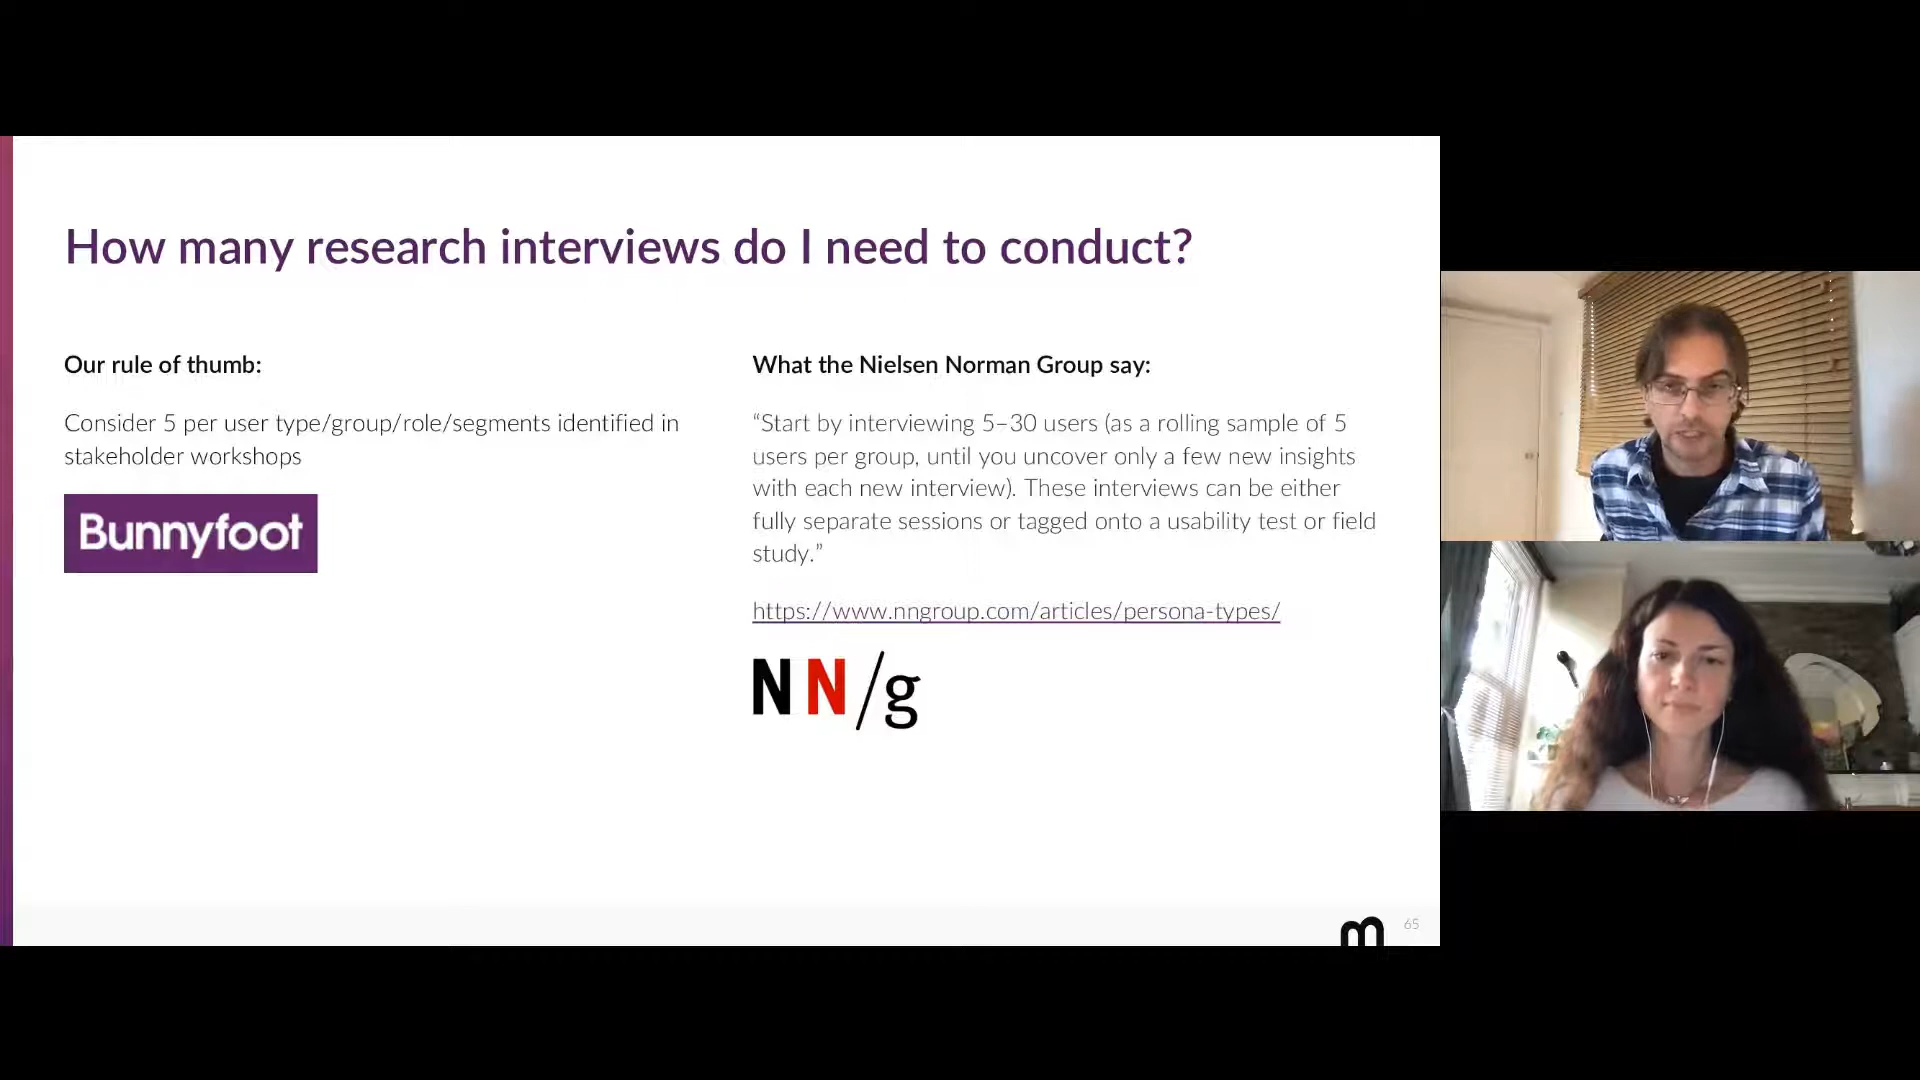 How many research interviews do I need to conduct?
Our rule of thumb:
Consider 5 per user type/group/role/segments identified in
stakeholder workshops
Bunnyfoot
What the Nielsen Norman Group say:
“Start by interviewing 5–30 users (as a rolling sample of 5
users per group, until you uncover only a few new insights
with each new interview). These interviews can be either
fully separate sessions or tagged onto a usability test or field
study.”
https://www.nngroup.com/articles/persona-types/
NN/g
m
65